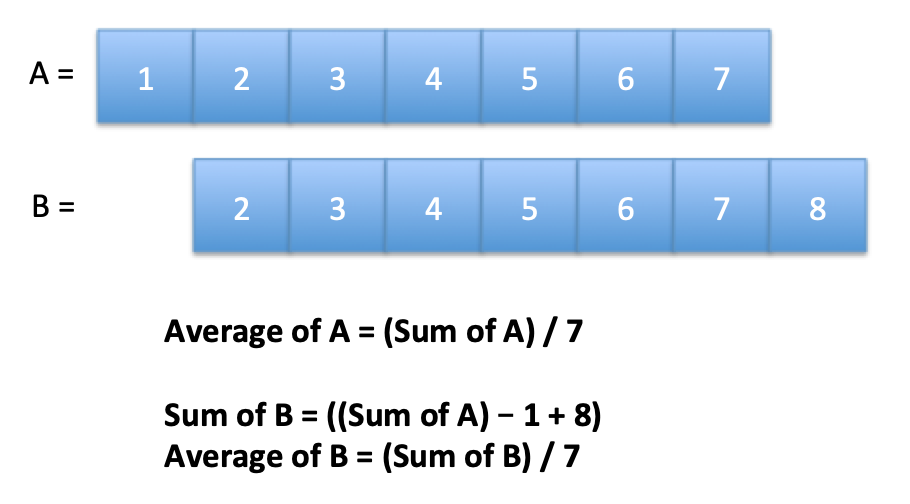 A = 1 2 3 4 5 6 7
B = 2 3 4 5 6 7 8
Average of A = (Sum of A) / 7
Sum of B = ((Sum of A) − 1 + 8)
Average of B = (Sum of B) / 7